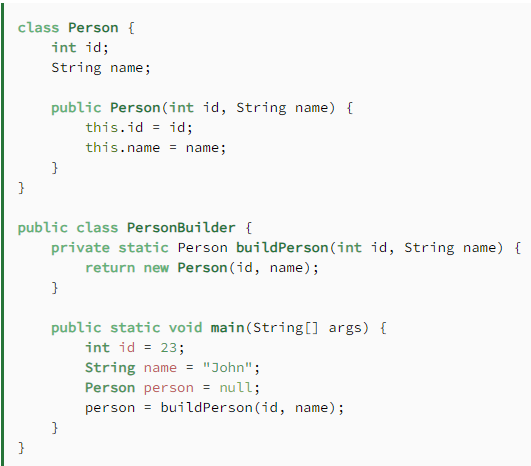 class Person {
    int id;
    String name;

    public Person(int id, String name) {
        this.id = id;
        this.name = name;
    }
}

public class PersonBuilder {
    private static Person buildPerson(int id, String name) {
        return new Person(id, name);
    }

    public static void main(String[] args) {
        int id = 23;
        String name = "John";
        Person person = null;
        person = buildPerson(id, name);
    }
}